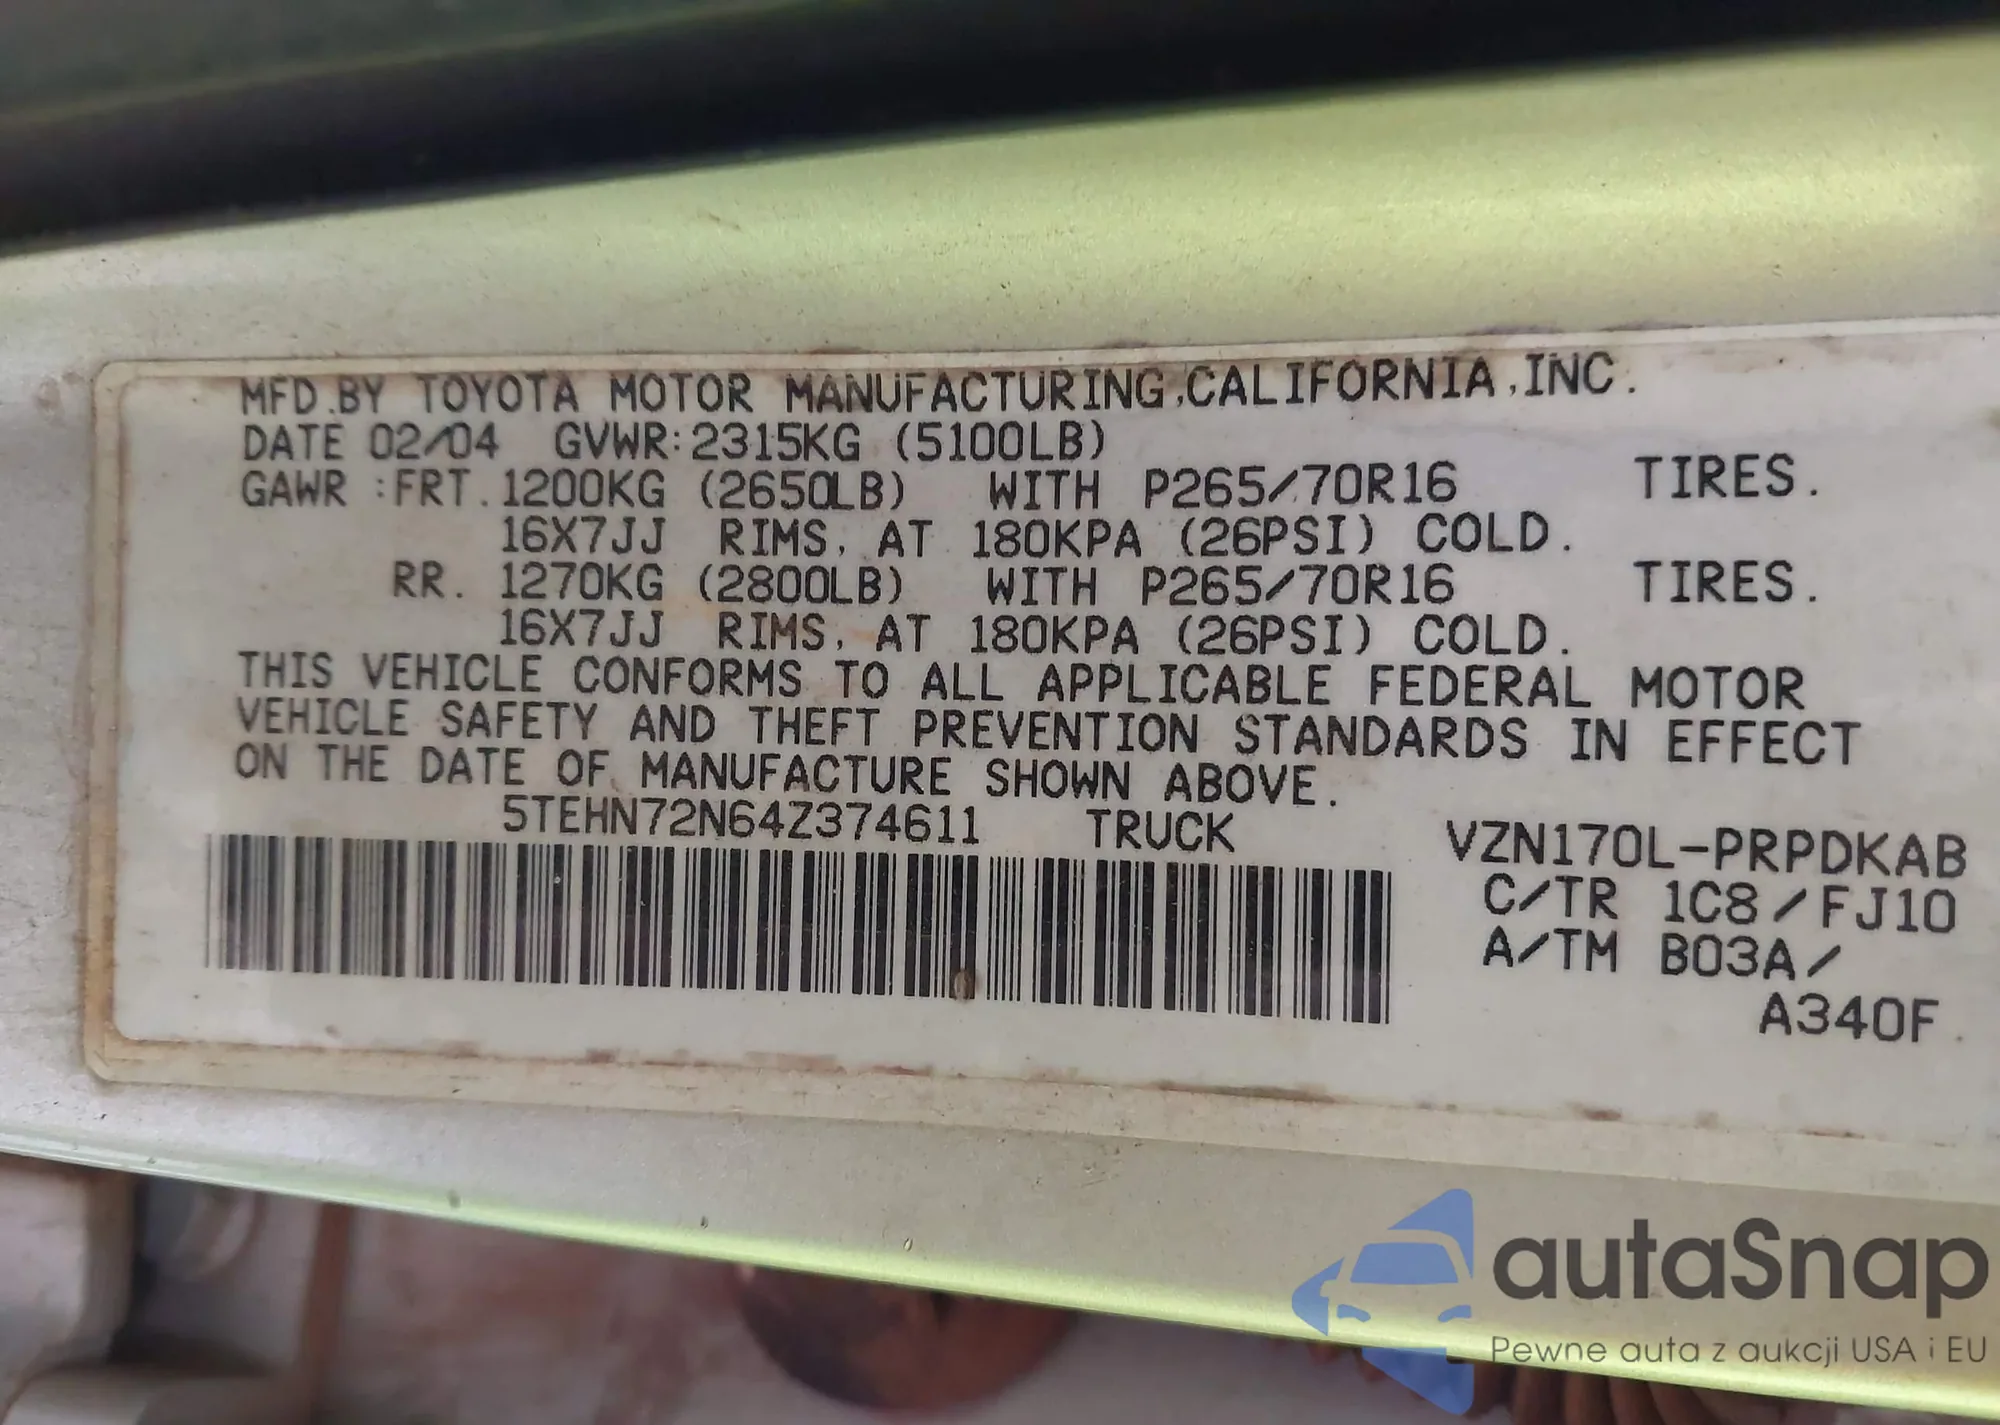 MFD.BY TOYOTA MOTOR MANUFACTURING,CALIFORNIA,INC.
DATE 02/04 GVWR:2315KG (5100LB)
GAWR :FRT.1200KG (2650LB) WITH P265/70R16 TIRES.
16X7JJ RIMS, AT 180KPA (26PSI) COLD.
RR. 1270KG (2800LB) WITH P265/70R16 TIRES.
16X7JJ RIMS, AT 180KPA (26PSI) COLD.
THIS VEHICLE CONFORMS TO ALL APPLICABLE FEDERAL MOTOR
VEHICLE SAFETY AND THEFT PREVENTION STANDARDS IN EFFECT
ON THE DATE OF MANUFACTURE SHOWN ABOVE.
5TEHN72N64Z374611 TRUCK VZN170L-PRPDKAB
C/TR 1C8/FJ10
A/TM B03A/
A340F
autaSnap
Pewne auta z aukcji USA i EU